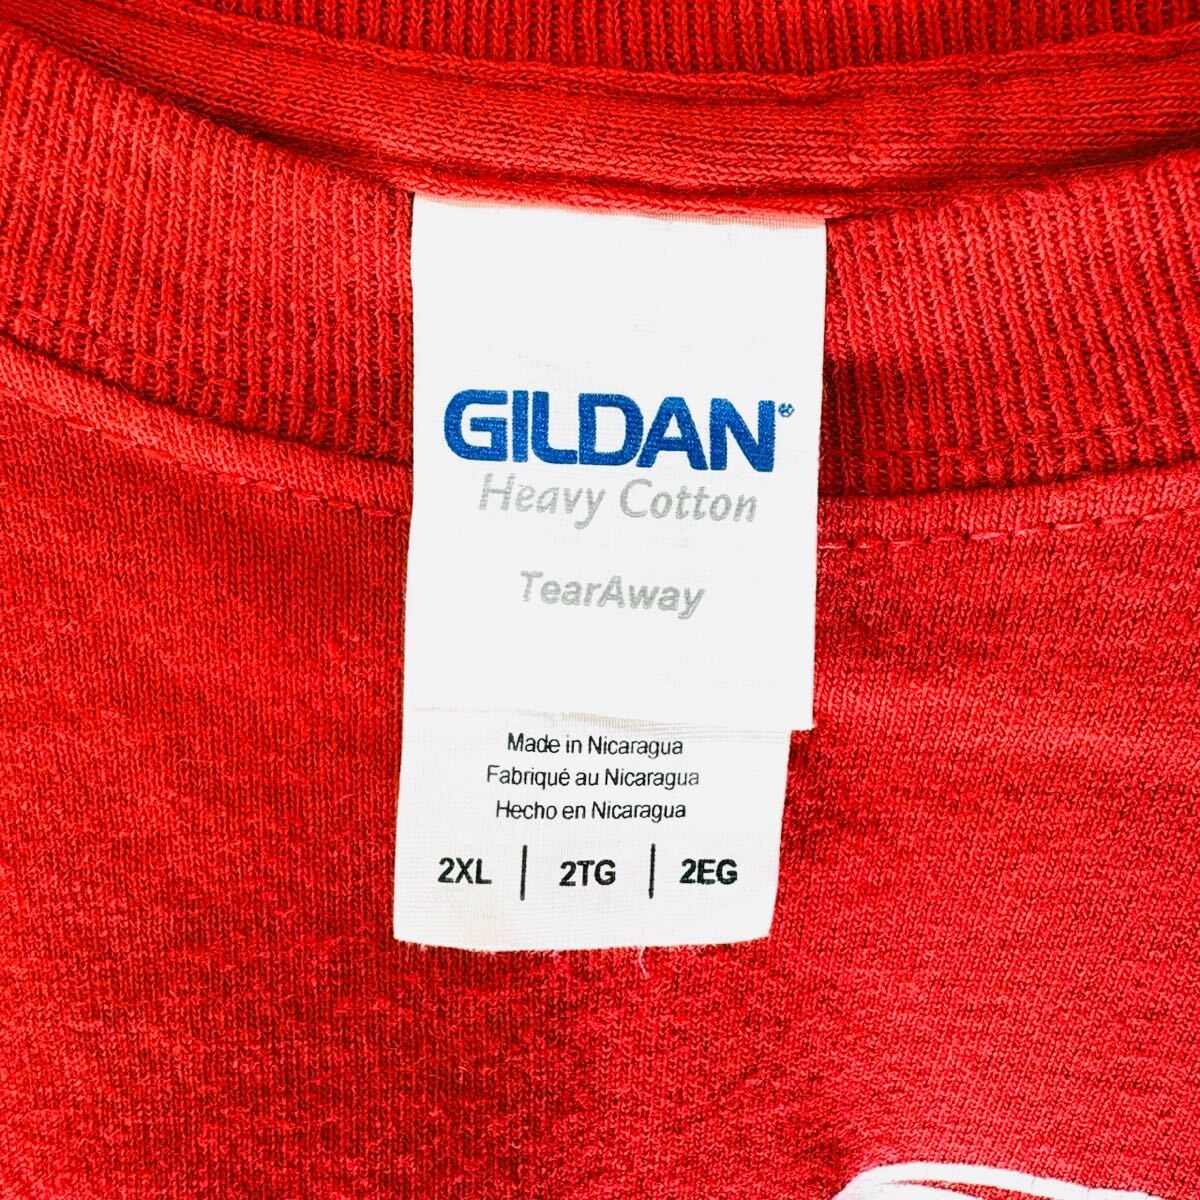 GILDAN®
Heavy Cotton
TearAway
Made in Nicaragua
Fabriqué au Nicaragua
Hecho en Nicaragua
2XL | 2TG | 2EG